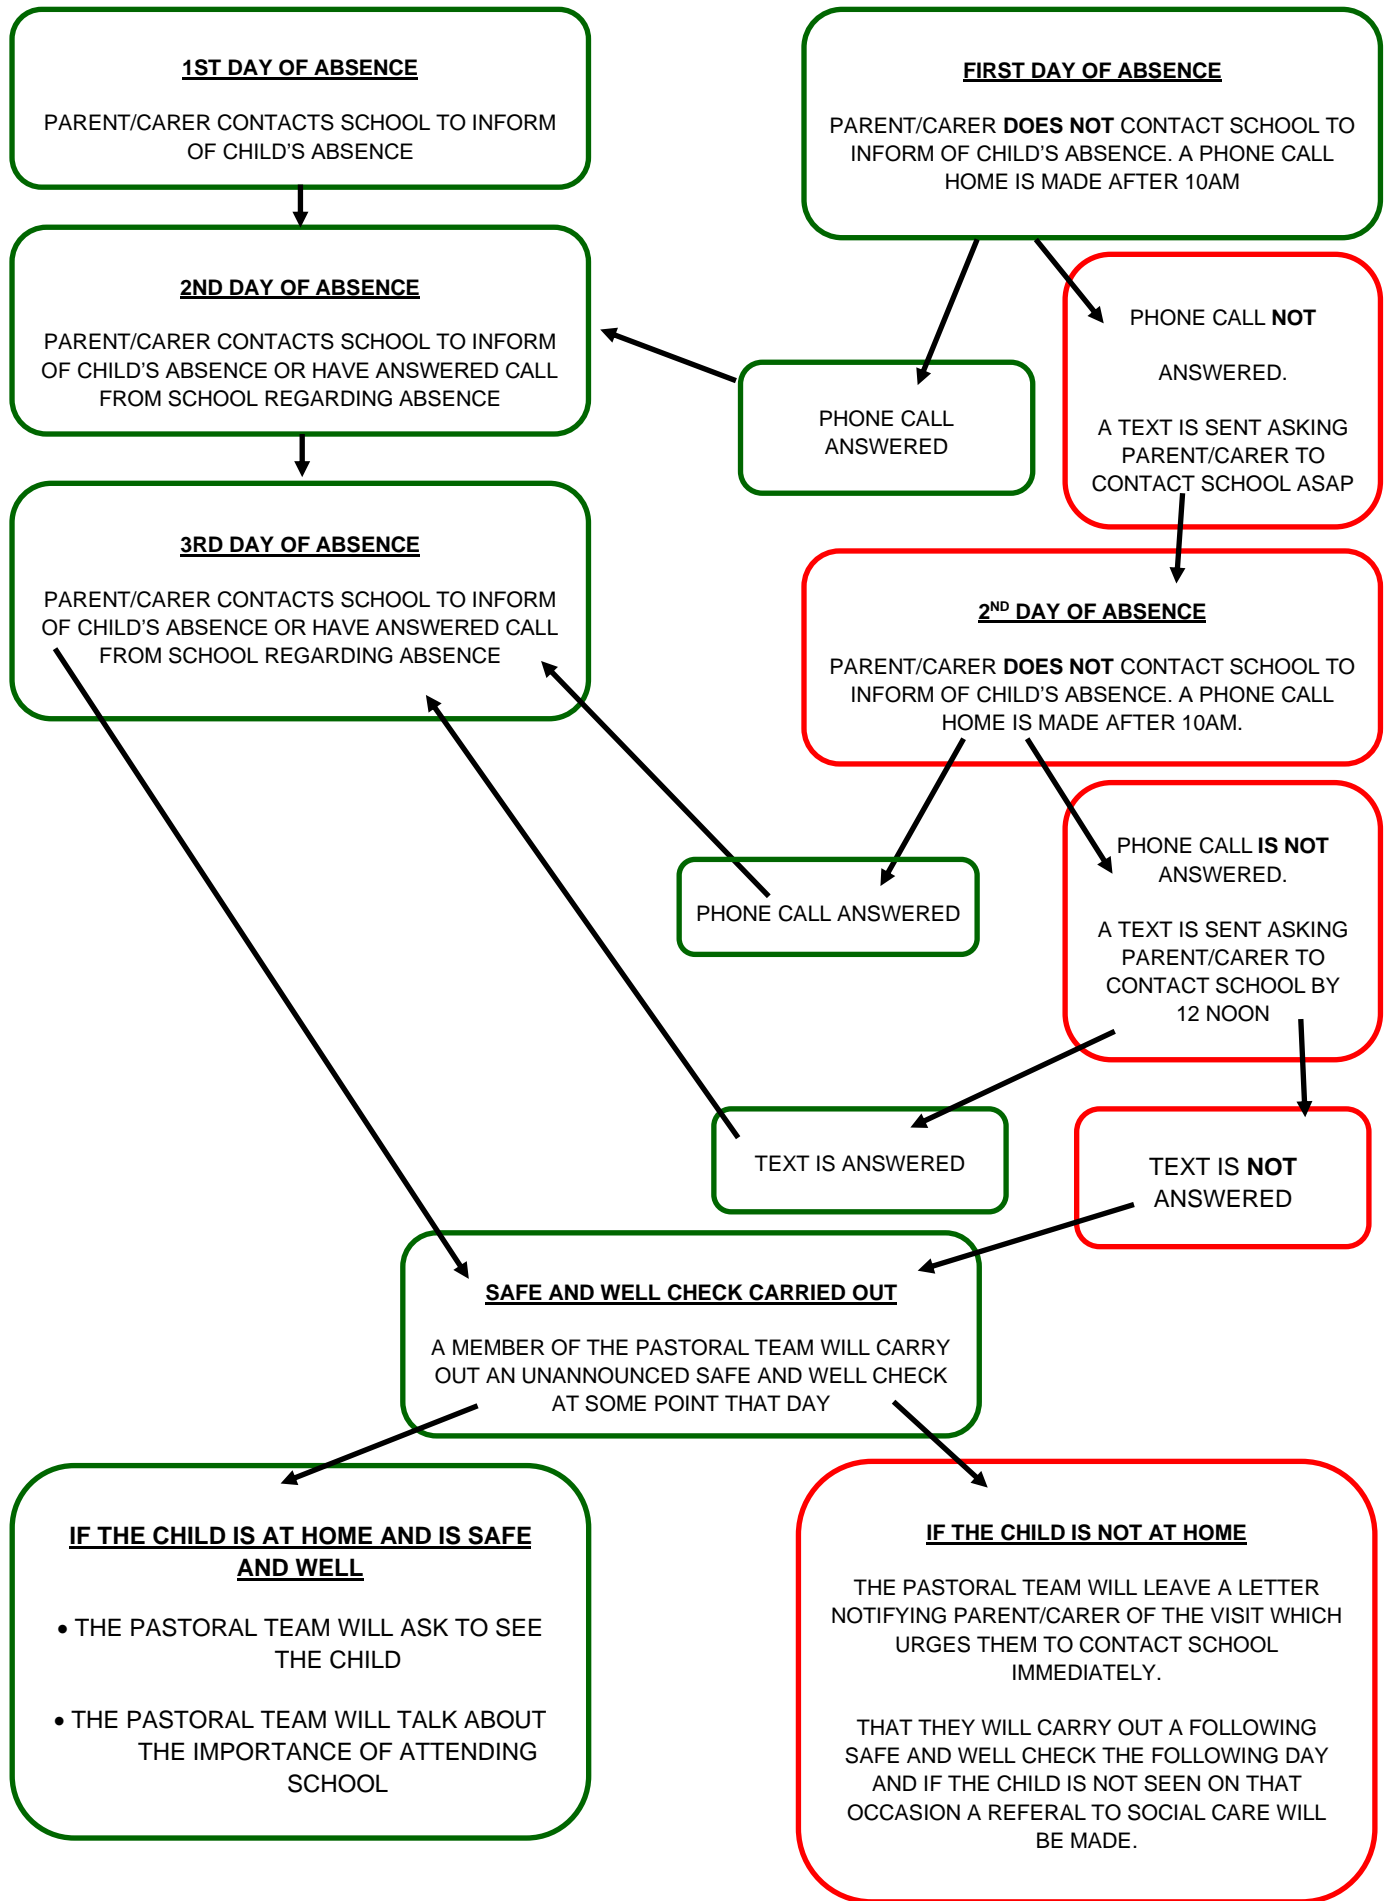 1ST DAY OF ABSENCE
PARENT/CARER CONTACTS SCHOOL TO INFORM
OF CHILD'S ABSENCE
FIRST DAY OF ABSENCE
PARENT/CARER DOES NOT CONTACT SCHOOL TO
INFORM OF CHILD'S ABSENCE. A PHONE CALL
HOME IS MADE AFTER 10AM
2ND DAY OF ABSENCE
PARENT/CARER CONTACTS SCHOOL TO INFORM
OF CHILD'S ABSENCE OR HAVE ANSWERED CALL
FROM SCHOOL REGARDING ABSENCE
PHONE CALL NOT
ANSWERED.
A TEXT IS SENT ASKING
PARENT/CARER TO
CONTACT SCHOOL ASAP
PHONE CALL
ANSWERED
3RD DAY OF ABSENCE
PARENT/CARER CONTACTS SCHOOL TO INFORM
OF CHILD'S ABSENCE OR HAVE ANSWERED CALL
FROM SCHOOL REGARDING ABSENCE
2ND DAY OF ABSENCE
PARENT/CARER DOES NOT CONTACT SCHOOL TO
INFORM OF CHILD'S ABSENCE. A PHONE CALL
HOME IS MADE AFTER 10AM.
PHONE CALL ANSWERED
PHONE CALL IS NOT
ANSWERED.
A TEXT IS SENT ASKING
PARENT/CARER TO
CONTACT SCHOOL BY
12 NOON
TEXT IS ANSWERED
TEXT IS NOT
ANSWERED
SAFE AND WELL CHECK CARRIED OUT
A MEMBER OF THE PASTORAL TEAM WILL CARRY
OUT AN UNANNOUNCED SAFE AND WELL CHECK
AT SOME POINT THAT DAY
IF THE CHILD IS AT HOME AND IS SAFE
AND WELL
• THE PASTORAL TEAM WILL ASK TO SEE
THE CHILD
• THE PASTORAL TEAM WILL TALK ABOUT
THE IMPORTANCE OF ATTENDING
SCHOOL
IF THE CHILD IS NOT AT HOME
THE PASTORAL TEAM WILL LEAVE A LETTER
NOTIFYING PARENT/CARER OF THE VISIT WHICH
URGES THEM TO CONTACT SCHOOL
IMMEDIATELY.
THAT THEY WILL CARRY OUT A FOLLOWING
SAFE AND WELL CHECK THE FOLLOWING DAY
AND IF THE CHILD IS NOT SEEN ON THAT
OCCASION A REFERAL TO SOCIAL CARE WILL
BE MADE.